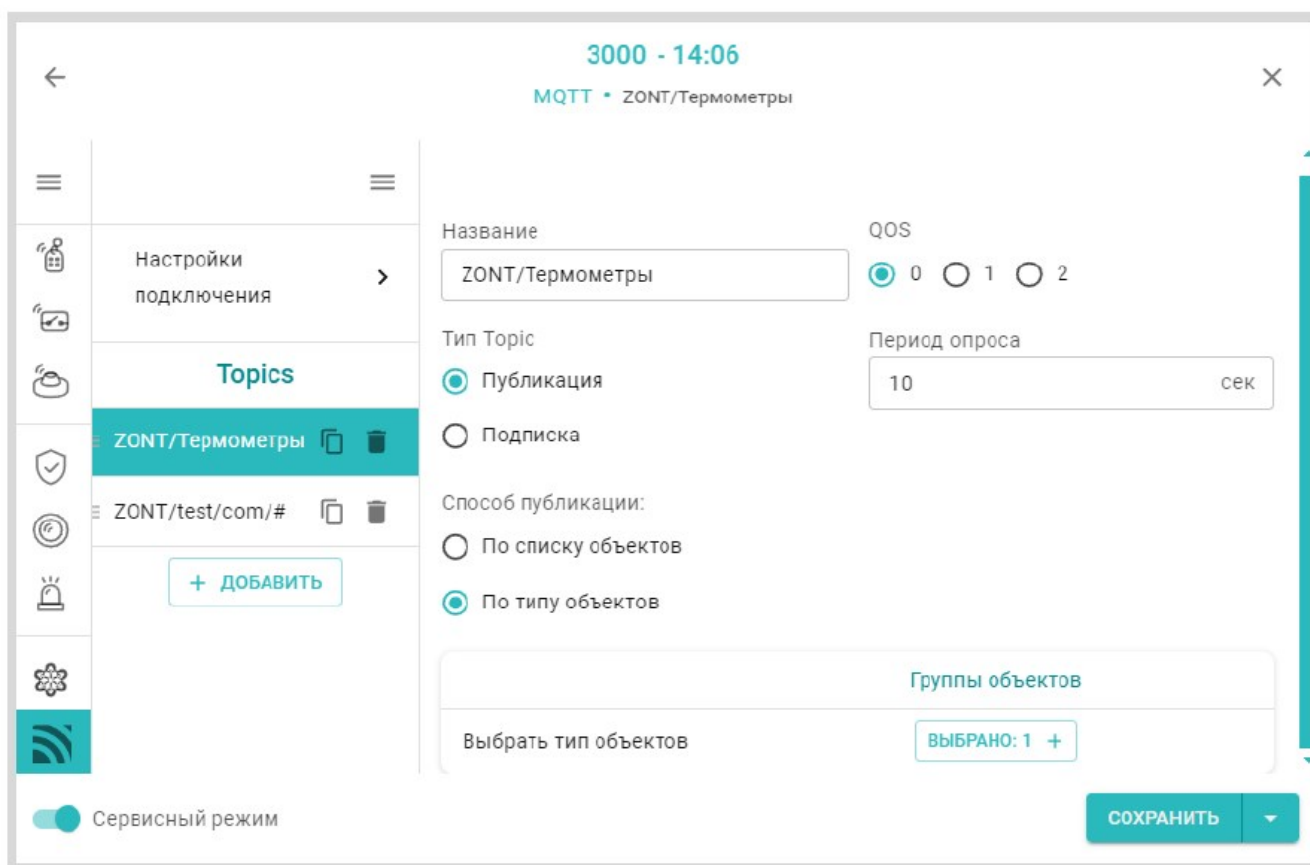 3000 - 14:06
MQTT • ZONT/Термометры
Настройки
подключения
Topics
ZONT/Термометры
ZONT/test/com/#
+ ДОБАВИТЬ
Название
ZONT/Термометры
QOS
0 1 2
Тип Topic
Публикация
Подписка
Период опроса
10 сек
Способ публикации:
По списку объектов
По типу объектов
Группы объектов
Выбрать тип объектов
ВЫБРАНО: 1 +
Сервисный режим
СОХРАНИТЬ